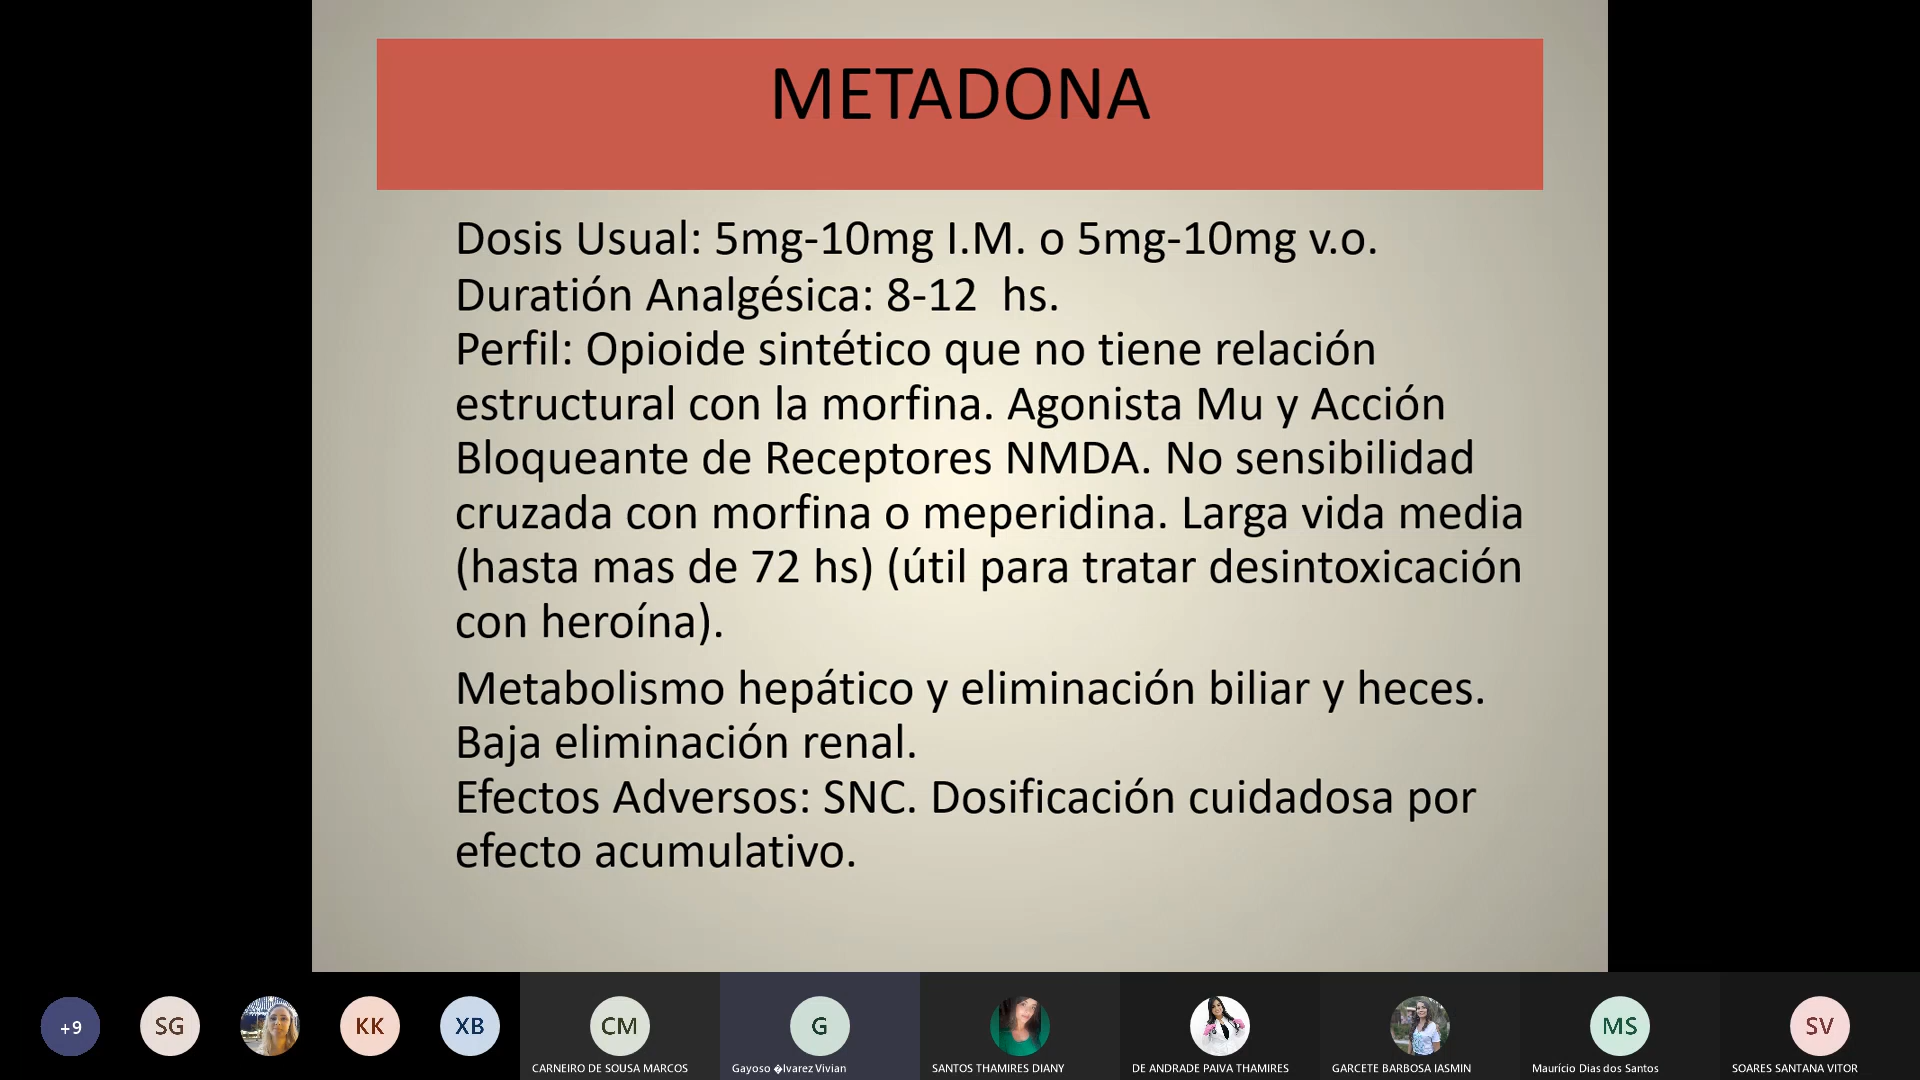 METADONA
Dosis Usual: 5mg-10mg I.M. o 5mg-10mg v.o.
Duratión Analgésica: 8-12  hs.
Perfil: Opioide sintético que no tiene relación
estructural con la morfina. Agonista Mu y Acción
Bloqueante de Receptores NMDA. No sensibilidad
cruzada con morfina o meperidina. Larga vida media
(hasta mas de 72 hs) (útil para tratar desintoxicación
con heroína).
Metabolismo hepático y eliminación biliar y heces.
Baja eliminación renal.
Efectos Adversos: SNC. Dosificación cuidadosa por
efecto acumulativo.
+9
SG
KK
XB
CM
G
MS
SV
CARNEIRO DE SOUSA MARCOS
Gayoso �lvarez Vivian
SANTOS THAMIRES DIANY
DE ANDRADE PAIVA THAMIRES
GARCETE BARBOSA IASMIN
Maurício Dias dos Santos
SOARES SANTANA VITOR